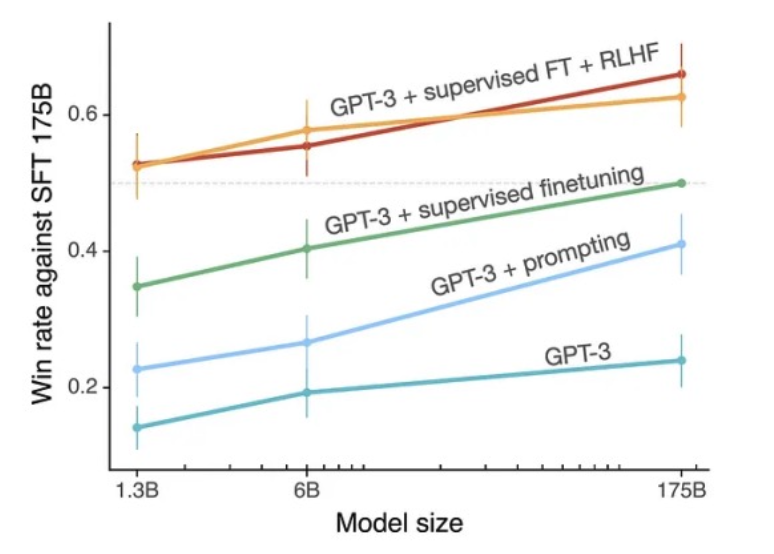 GPT-3 + supervised FT + RLHF
0.6
GPT-3 + supervised finetuning
0.4
GPT-3 + prompting
GPT-3
0.2
Win rate against SFT 175B
1.3B 6B 175B
Model size